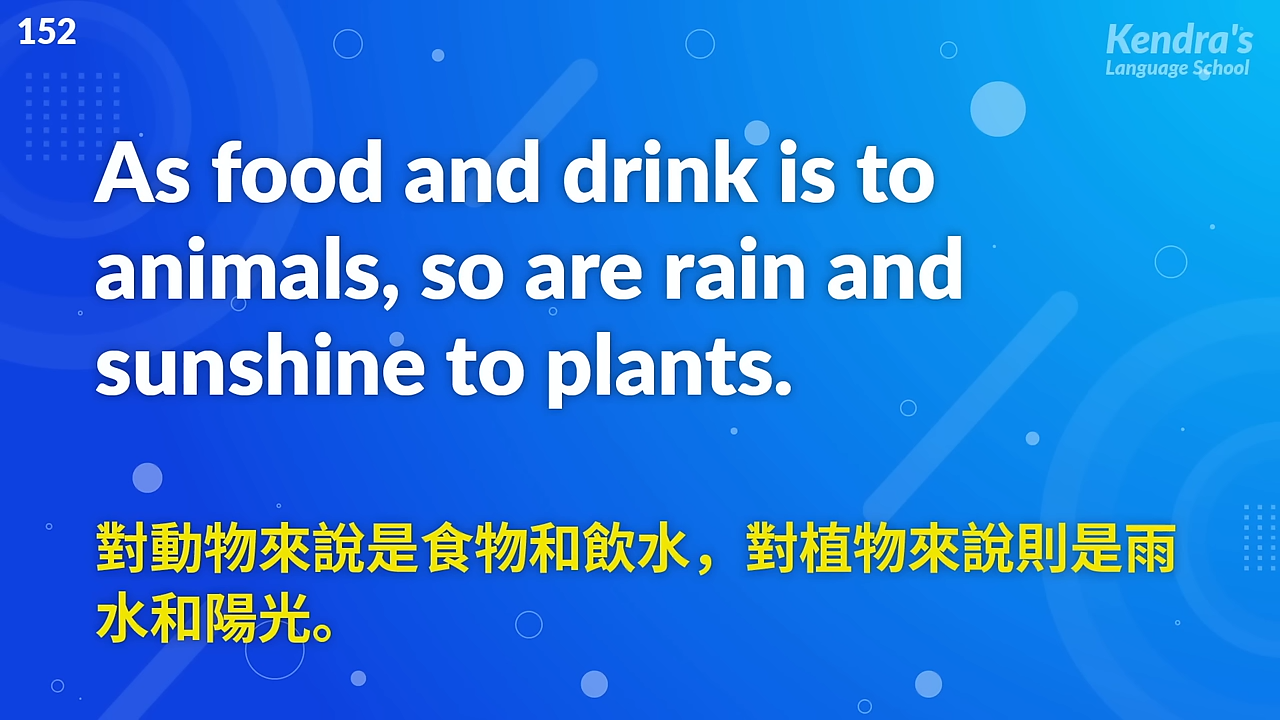 152
Kendra's
Language School
As food and drink is to
animals, so are rain and
sunshine to plants.
對動物來說是食物和飲水，對植物來說則是雨
水和陽光。